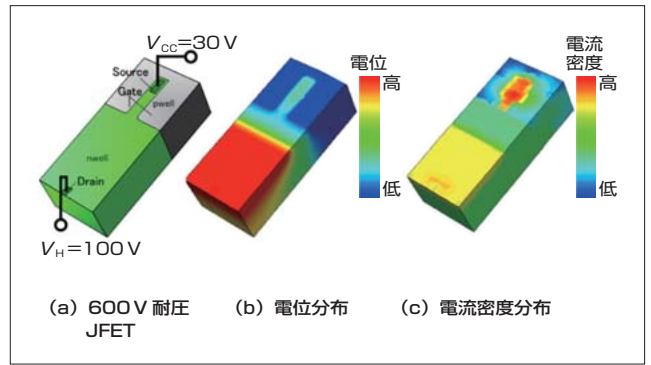 VCC=30 V
Source
Gate
pwell
nwell
Drain
VH=100 V
電位
高
低
電流
密度
高
低
(a) 600 V 耐圧
JFET
(b) 電位分布
(c) 電流密度分布